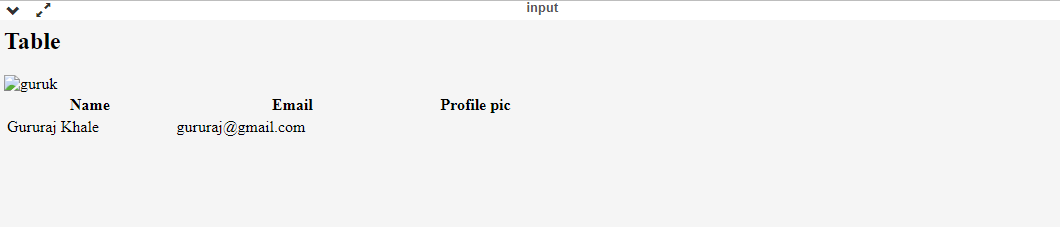 input
Table
guruk
Name Email Profile pic
Gururaj Khale gururaj@gmail.com